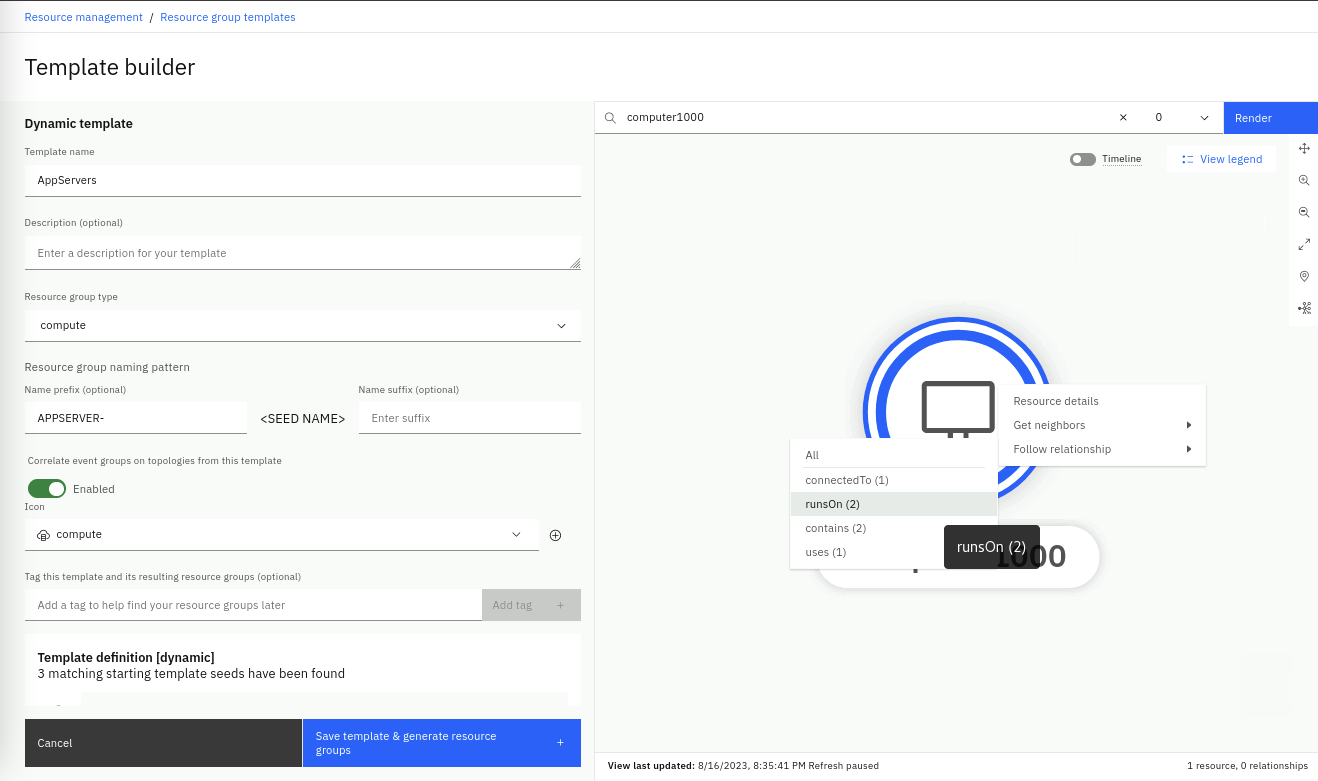 Resource management / Resource group templates
Template builder
Dynamic template
Template name
AppServers
Description (optional)
Enter a description for your template
Resource group type
compute
Resource group naming pattern
Name prefix (optional)
Name suffix (optional)
APPSERVER-
<SEED NAME>
Enter suffix
Correlate event groups on topologies from this template
Enabled
Icon
compute
Tag this template and its resulting resource groups (optional)
Add a tag to help find your resource groups later
Add tag +
Template definition [dynamic]
3 matching starting template seeds have been found
Cancel
Save template & generate resource
groups +
computer1000
0
Render
Timeline
View legend
Resource details
Get neighbors
Follow relationship
All
connectedTo (1)
runsOn (2)
contains (2)
uses (1)
runsOn (2)
1000
View last updated: 8/16/2023, 8:35:41 PM Refresh paused
1 resource, 0 relationships